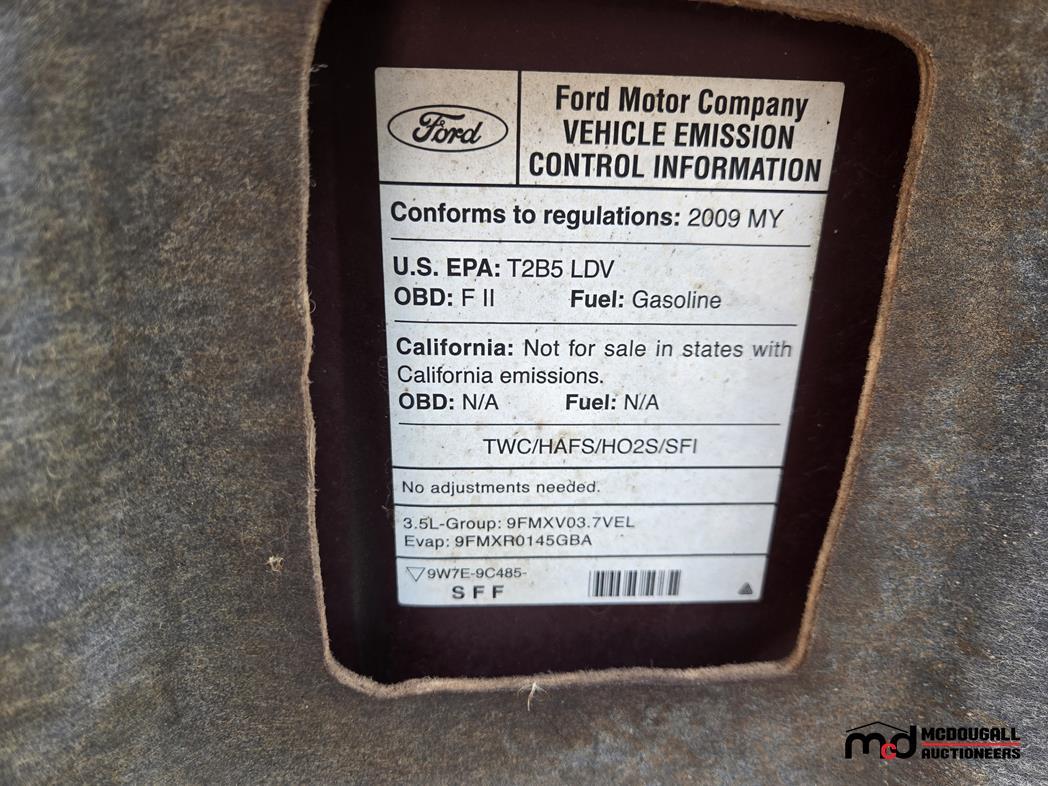 Ford
Ford Motor Company
VEHICLE EMISSION
CONTROL INFORMATION
Conforms to regulations: 2009 MY
U.S. EPA: T2B5 LDV
OBD: F II Fuel: Gasoline
California: Not for sale in states with
California emissions.
OBD: N/A Fuel: N/A
TWC/HAFS/HO2S/SFI
No adjustments needed.
3.5L-Group: 9FMXV03.7VEL
Evap: 9FMXR0145GBA
9W7E-9C485-
SFF
mcd MCDOUGALL
AUCTIONEERS